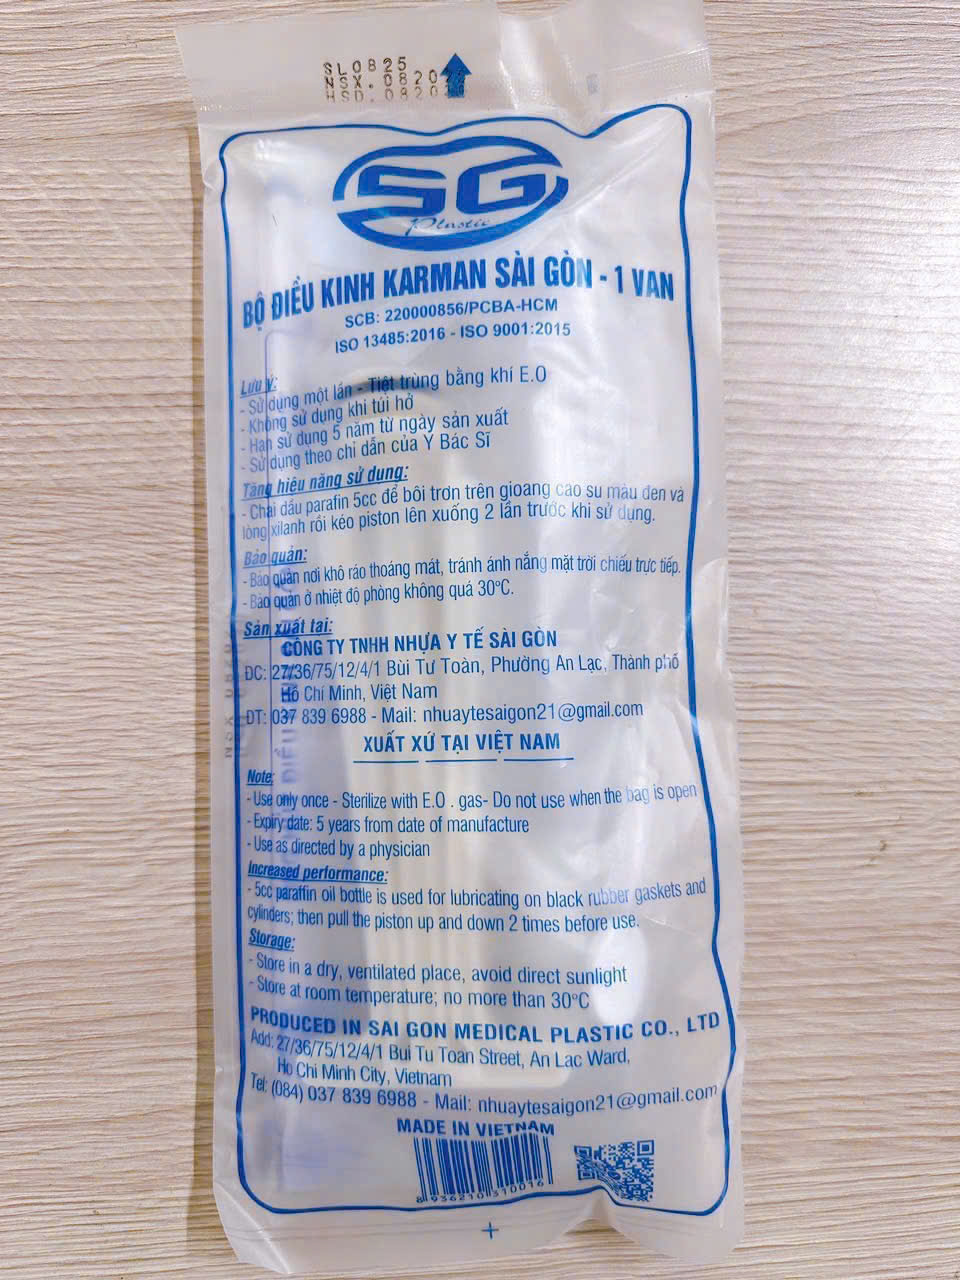 SL0825
NSX.0820
HSD.0820
SG
Plastic
BỘ ĐIỀU KINH KARMAN SÀI GÒN - 1 VAN
SCB: 220000856/PCBA-HCM
ISO 13485:2016 - ISO 9001:2015
Lưu ý:
- Sử dụng một lần - Tiệt trùng bằng khí E.O
- Không sử dụng khi túi hở
- Hạn sử dụng 5 năm từ ngày sản xuất
- Sử dụng theo chỉ dẫn của Y Bác Sĩ
Tăng hiệu năng sử dụng:
- Chai dầu parafin 5cc để bôi trơn trên gioang cao su màu đen và
lòng xilanh rồi kéo piston lên xuống 2 lần trước khi sử dụng.
Bảo quản:
- Bảo quản nơi khô ráo thoáng mát, tránh ánh nắng mặt trời chiếu trực tiếp.
- Bảo quản ở nhiệt độ phòng không quá 30°C.
Sản xuất tại:
CÔNG TY TNHH NHỰA Y TẾ SÀI GÒN
ĐC: 27/36/75/12/4/1 Bùi Tư Toàn, Phường An Lạc, Thành phố
Hồ Chí Minh, Việt Nam
ĐT: 037 839 6988 - Mail: nhuaytesaigon21@gmail.com
XUẤT XỨ TẠI VIỆT NAM
Note:
- Use only once - Sterilize with E.O . gas- Do not use when the bag is open
- Expiry date: 5 years from date of manufacture
- Use as directed by a physician
Increased performance:
- 5cc paraffin oil bottle is used for lubricating on black rubber gaskets and
cylinders; then pull the piston up and down 2 times before use.
Storage:
- Store in a dry, ventilated place, avoid direct sunlight
- Store at room temperature; no more than 30°C
PRODUCED IN SAI GON MEDICAL PLASTIC CO., LTD
Add: 27/36/75/12/4/1 Bui Tu Toan Street, An Lac Ward,
Ho Chi Minh City, Vietnam
Tel: (084) 037 839 6988 - Mail: nhuaytesaigon21@gmail.com
MADE IN VIETNAM
8 936210 310016